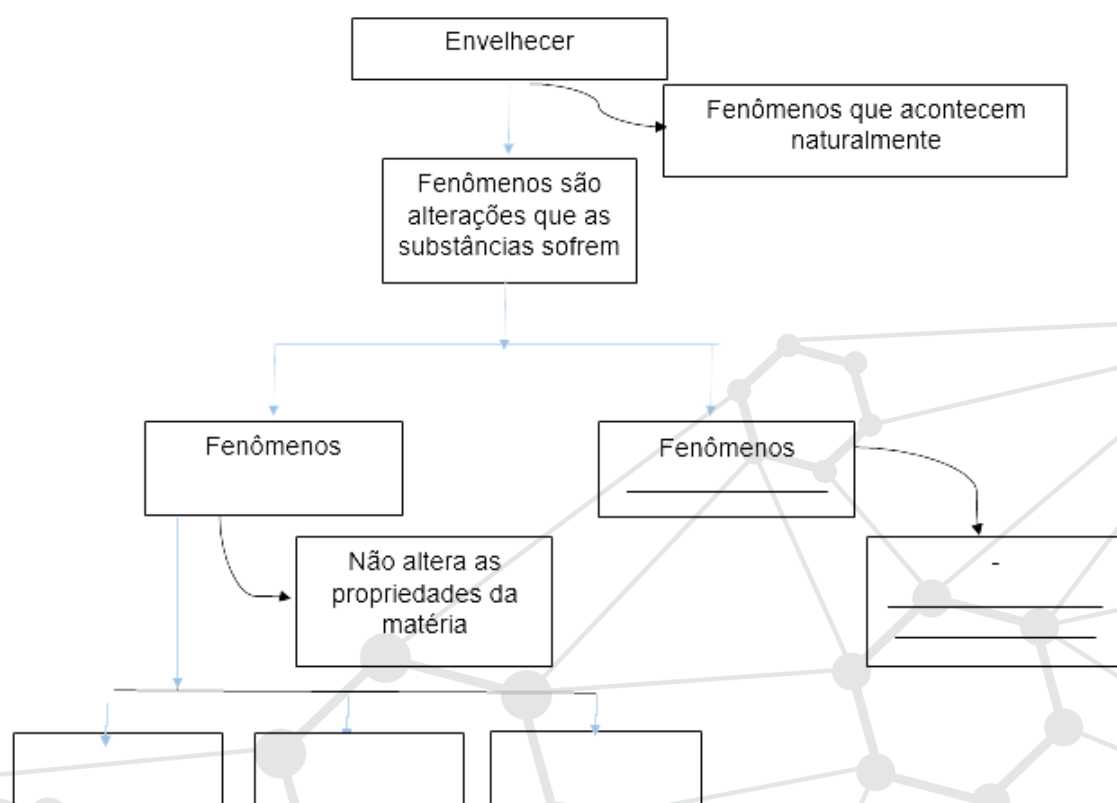 Envelhecer
Fenômenos que acontecem
naturalmente
Fenômenos são
alterações que as
substâncias sofrem
Fenômenos
Fenômenos
Não altera as
propriedades da
matéria
-